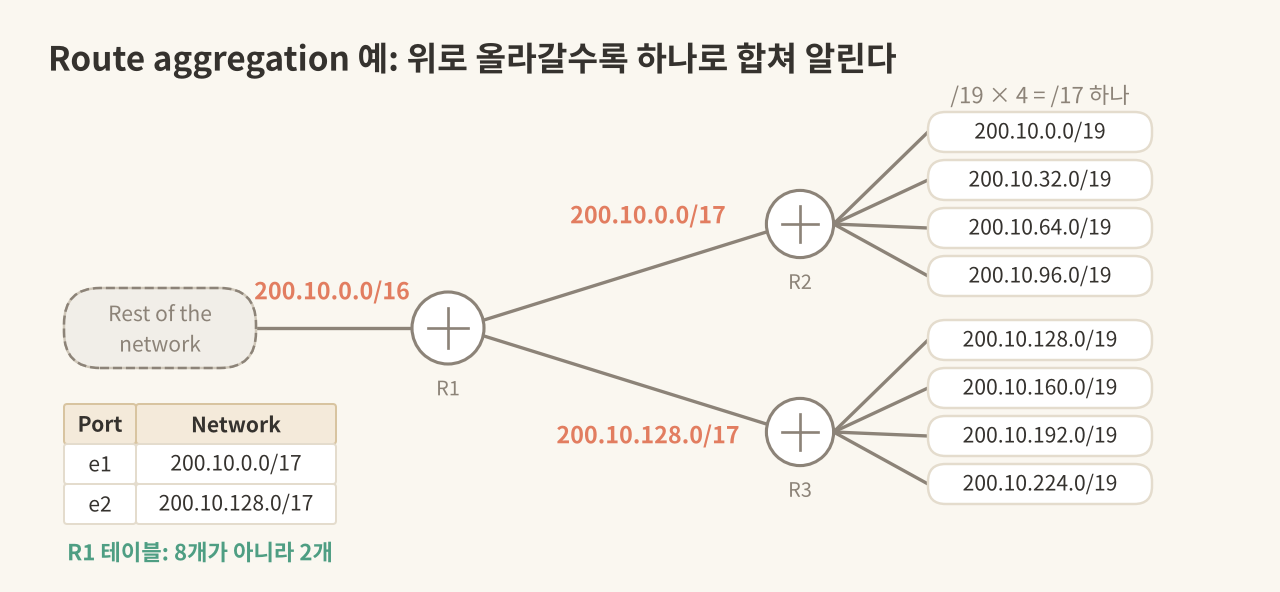 Route aggregation 예: 위로 올라갈수록 하나로 합쳐 알린다
/19 × 4 = /17 하나
200.10.0.0/19
200.10.32.0/19
200.10.64.0/19
200.10.96.0/19
200.10.0.0/17
R2
200.10.0.0/16
Rest of the
network
R1
200.10.128.0/19
200.10.160.0/19
200.10.192.0/19
200.10.224.0/19
200.10.128.0/17
R3
Port Network
e1 200.10.0.0/17
e2 200.10.128.0/17
R1 테이블: 8개가 아니라 2개